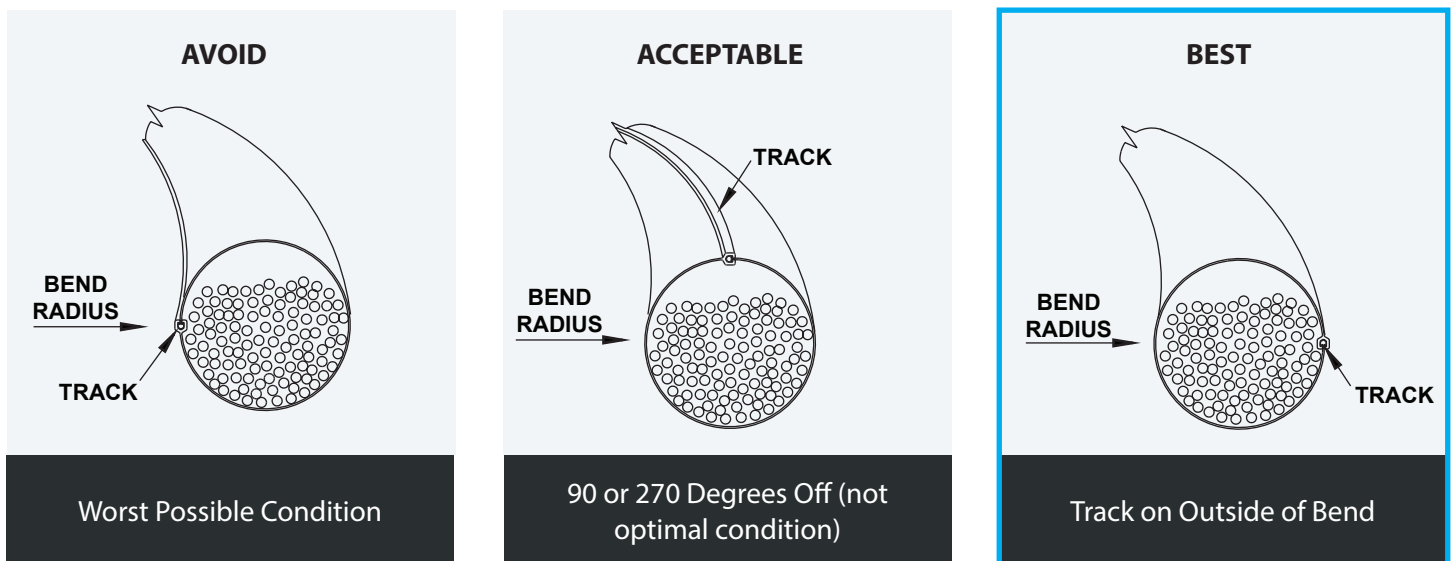 AVOID
BEND
RADIUS
TRACK
Worst Possible Condition
ACCEPTABLE
TRACK
BEND
RADIUS
90 or 270 Degrees Off (not
optimal condition)
BEST
BEND
RADIUS
TRACK
Track on Outside of Bend